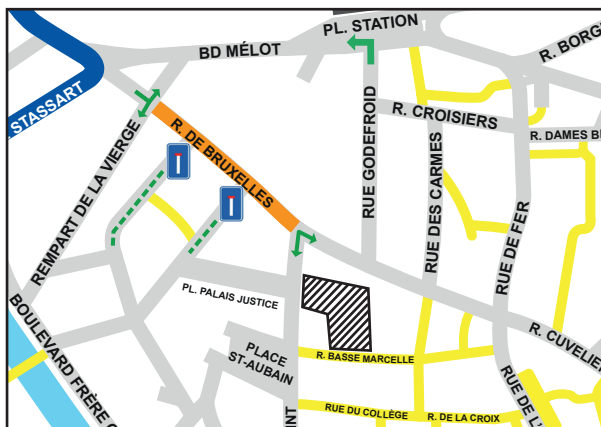 PL. STATION
BD MÉLOT
R. BORG
STASSART
R. CROISIERS
R. DAMES B
R. DE BRUXELLES
REMPART DE LA VIERGE
RUE GODEFROID
RUE DES CARMES
RUE DE FER
PL. PALAIS JUSTICE
BOULEVARD FRÈRE
R. CUVELIE
PLACE
ST-AUBAIN
R. BASSE MARCELLE
RUE DE L'
RUE DU COLLÈGE
R. DE LA CROIX
INT